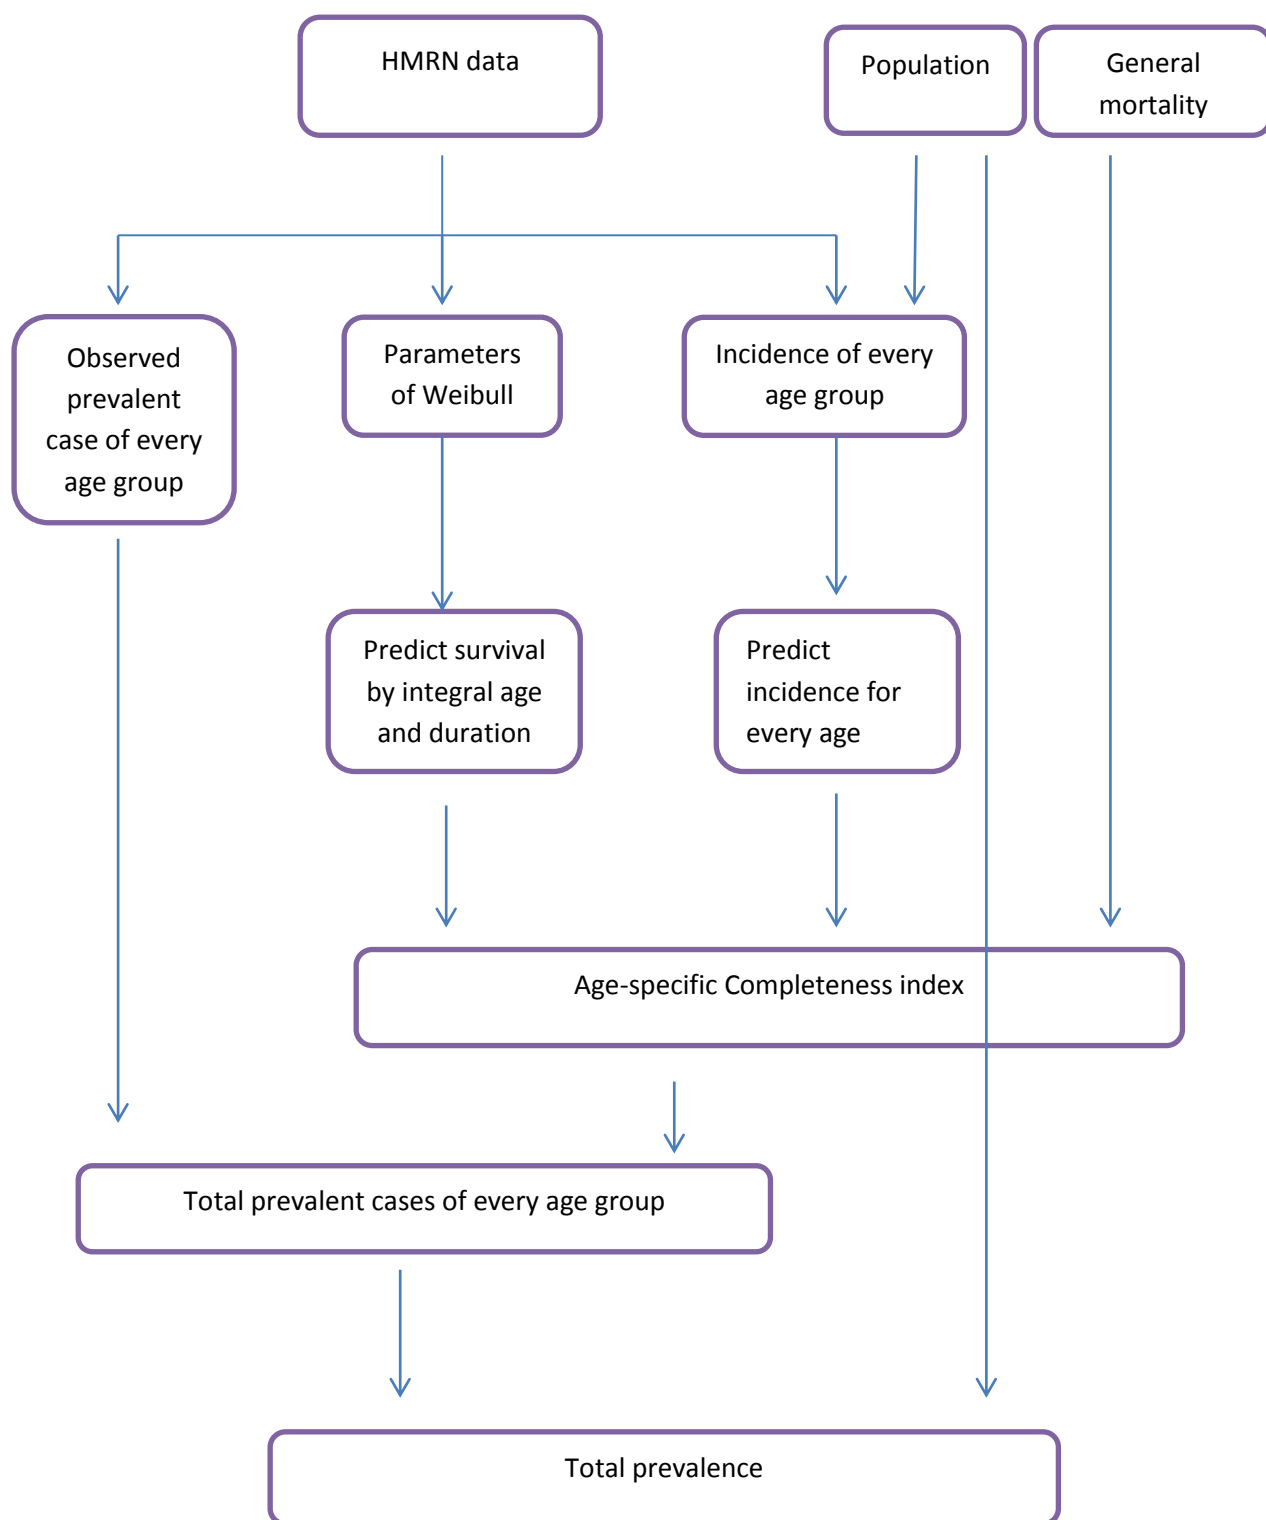 HMRN data
Population
General
mortality
Observed
prevalent
case of every
age group
Parameters
of Weibull
Incidence of every
age group
Predict survival
by integral age
and duration
Predict
incidence for
every age
Age-specific Completeness index
Total prevalent cases of every age group
Total prevalence